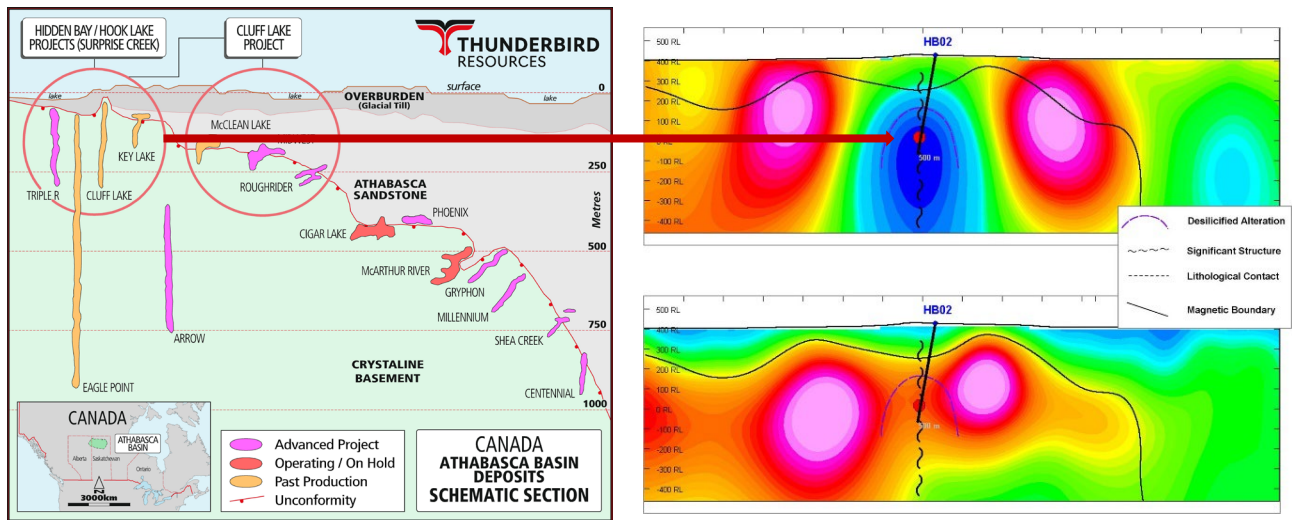 HIDDEN BAY / HOOK LAKE
PROJECTS (SURPRISE CREEK)
CLUFF LAKE
PROJECT
THUNDERBIRD
RESOURCES
surface
0
lake
lake
lake
OVERBURDEN
(Glacial Till)
McCLEAN LAKE
MIDWEST
KEY LAKE
250
TRIPLE R
CLUFF LAKE
ROUGHRIDER
ATHABASCA
SANDSTONE
Metres
PHOENIX
CIGAR LAKE
500
McARTHUR RIVER
GRYPHON
MILLENNIUM
750
ARROW
SHEA CREEK
CRYSTALINE
BASEMENT
EAGLE POINT
CENTENNIAL
1000
CANADA
ATHABASCA
BASIN
Alberta
Saskatchewan
Ontario
N
3000km
Advanced Project
Operating / On Hold
Past Production
Unconformity
CANADA
ATHABASCA BASIN
DEPOSITS
SCHEMATIC SECTION
HB02
500 RL
400 RL
300 RL
200 RL
100 RL
0 RL
-100 RL
-200 RL
-300 RL
-400 RL
500 m
Desilicified Alteration
Significant Structure
Lithological Contact
Magnetic Boundary
HB02
500 RL
400 RL
300 RL
200 RL
100 RL
0 RL
-100 RL
-200 RL
-300 RL
-400 RL
500 m